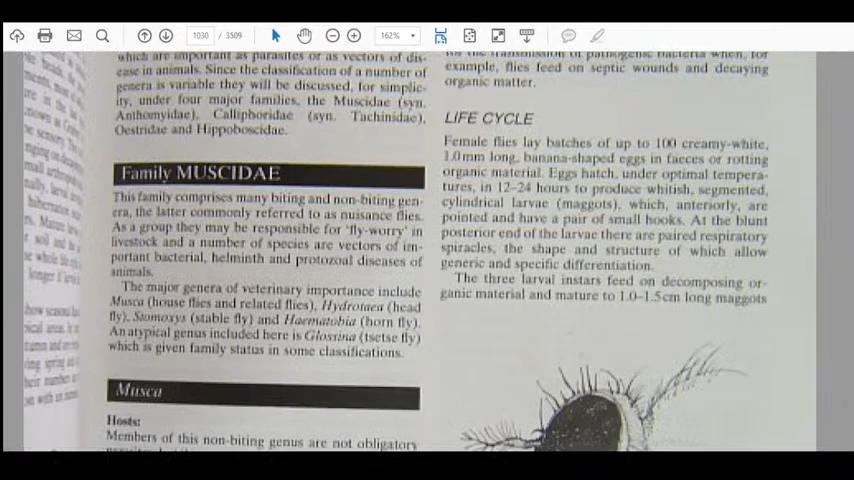 1030 / 3509
162%
which are important as parasites or as vectors of dis-
ease in animals. Since the classification of a number of
genera is variable they will be discussed, for simplic-
ity, under four major families, the Muscidae (syn.
Anthomyidae), Calliphoridae (syn. Tachinidae),
Oestridae and Hippoboscidae.
Family MUSCIDAE
This family comprises many biting and non-biting gen-
era, the latter commonly referred to as nuisance flies.
As a group they may be responsible for 'fly-worry' in
livestock and a number of species are vectors of im-
portant bacterial, helminth and protozoal diseases of
animals.
The major genera of veterinary importance include
Musca (house flies and related flies), Hydrotaea (head
fly), Stomoxys (stable fly) and Haematobia (horn fly).
An atypical genus included here is Glossina (tsetse fly)
which is given family status in some classifications.
Musca
Hosts:
Members of this non-biting genus are not obligatory
for the transmission of pathogenic bacteria when, for
example, flies feed on septic wounds and decaying
organic matter.
LIFE CYCLE
Female flies lay batches of up to 100 creamy-white,
1.0mm long, banana-shaped eggs in faeces or rotting
organic material. Eggs hatch, under optimal tempera-
tures, in 12–24 hours to produce whitish, segmented,
cylindrical larvae (maggots), which, anteriorly, are
pointed and have a pair of small hooks. At the blunt
posterior end of the larvae there are paired respiratory
spiracles, the shape and structure of which allow
generic and specific differentiation.
The three larval instars feed on decomposing or-
ganic material and mature to 1.0–1.5cm long maggots